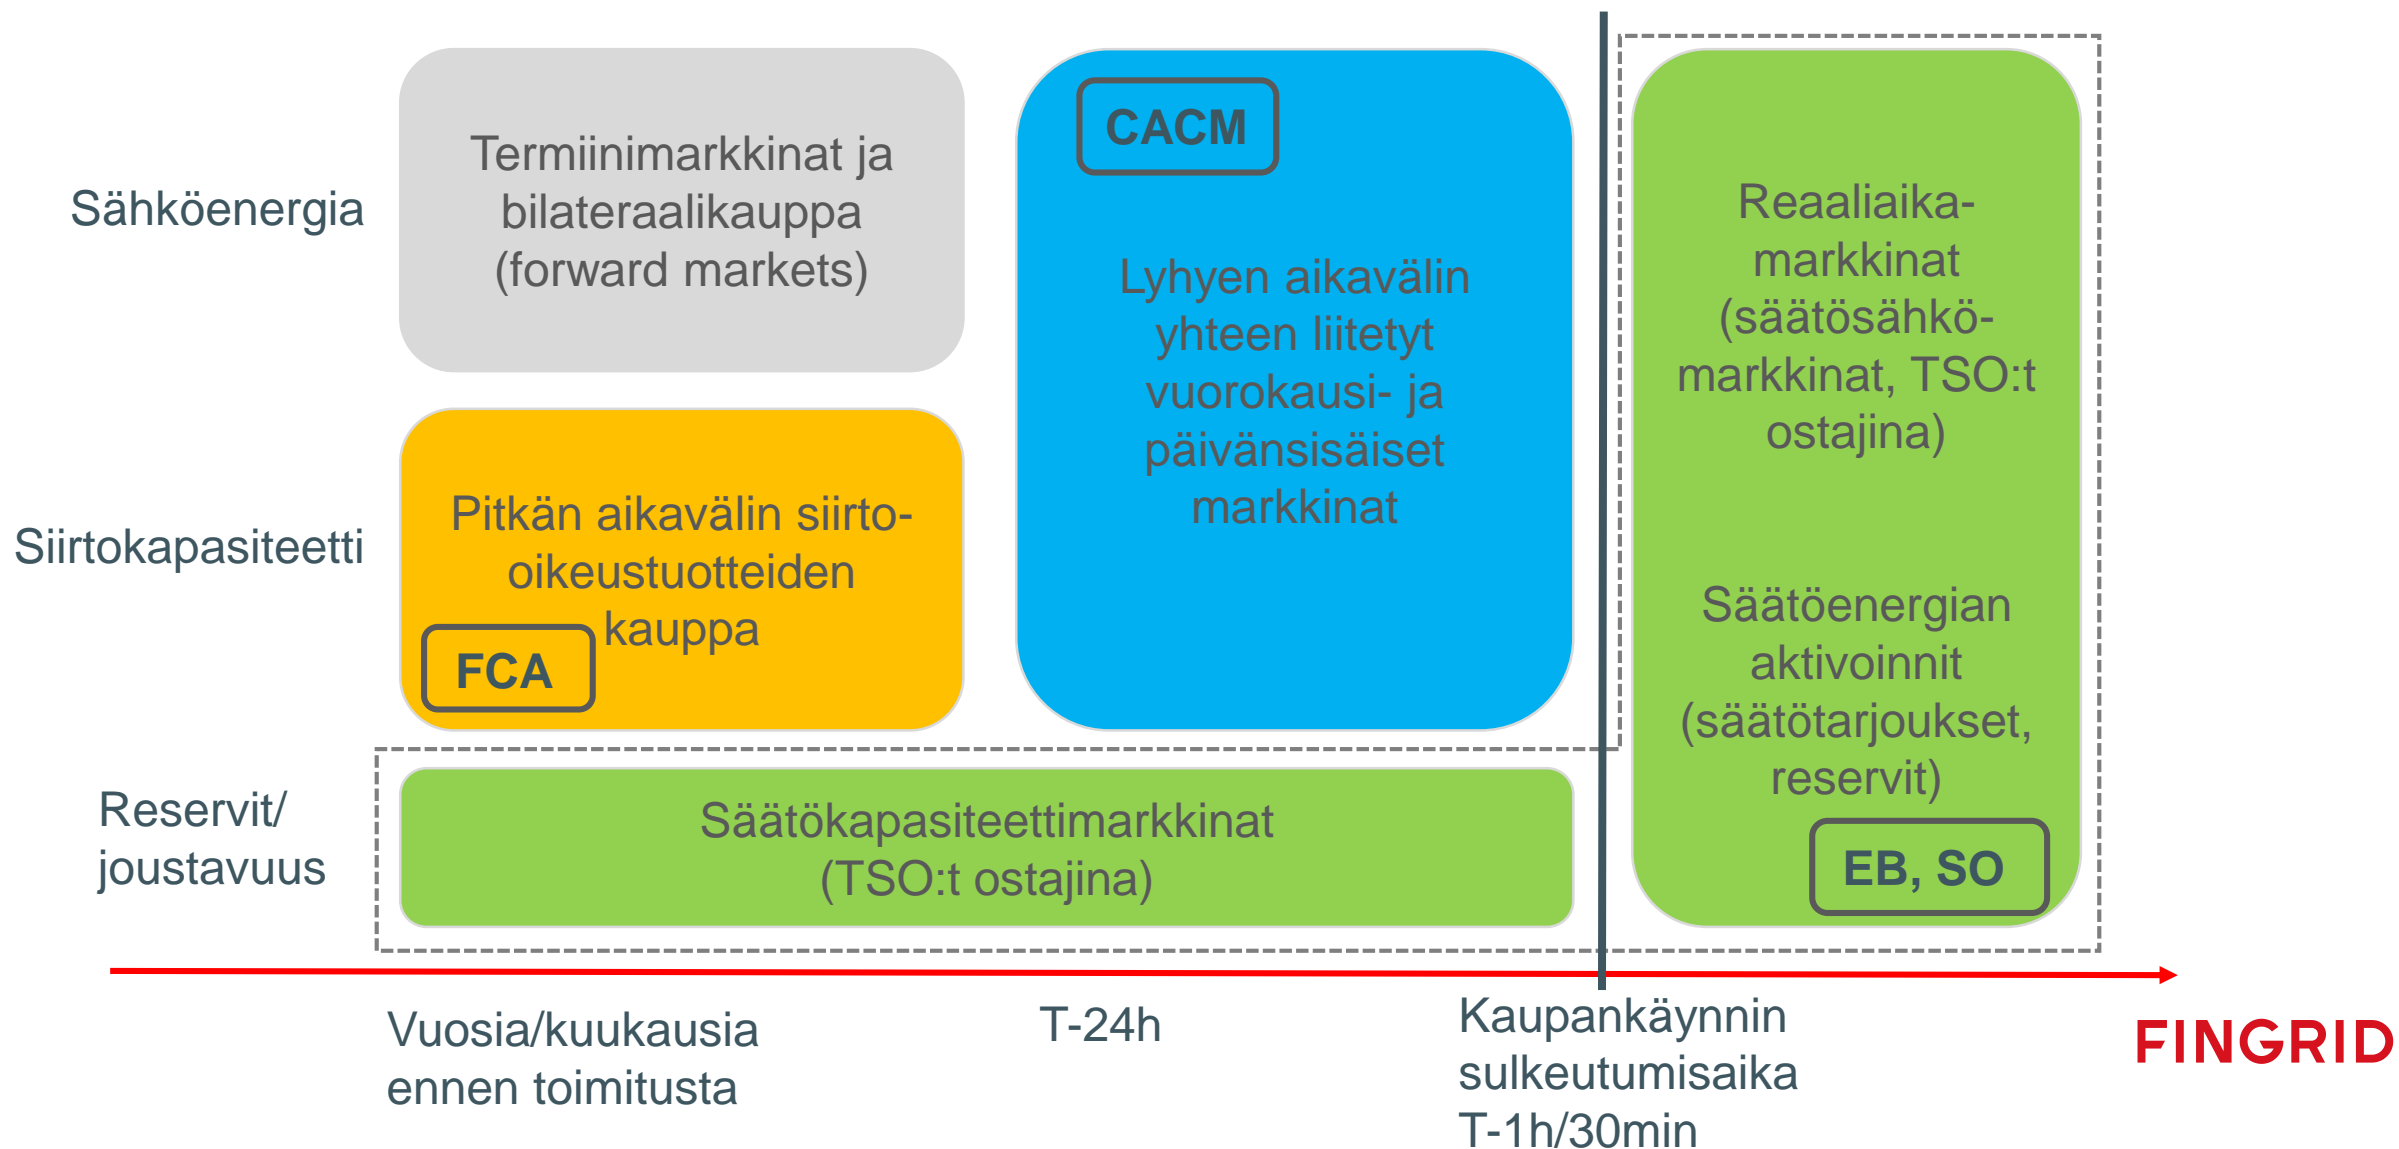 Sähköenergia
Termiinimarkkinat ja
bilateraalikauppa
(forward markets)
CACM
Lyhyen aikavälin
yhteen liitetyt
vuorokausi- ja
päivänsisäiset
markkinat
Reaaliaika-
markkinat
(säätösähkö-
markkinat, TSO:t
ostajina)
Säätöenergian
aktivoinnit
(säätötarjoukset,
reservit)
EB, SO
Siirtokapasiteetti
Pitkän aikavälin siirto-
oikeustuotteiden
kauppa
FCA
Reservit/
joustavuus
Säätökapasiteettimarkkinat
(TSO:t ostajina)
Vuosia/kuukausia
ennen toimitusta
T-24h
Kaupankäynnin
sulkeutumisaika
T-1h/30min
FINGRID